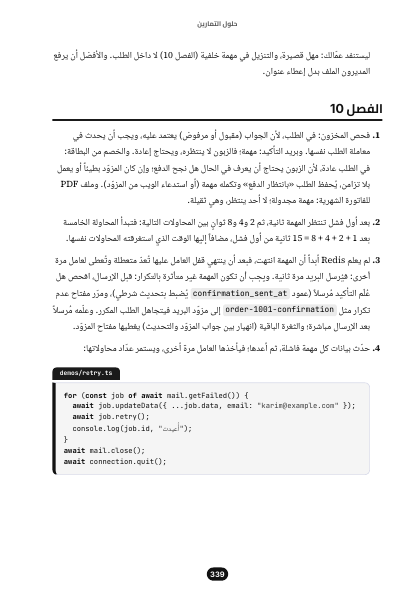 حلول التمارين
ليستنفد عمّالك: مهل قصيرة، والتنزيل في مهمة خلفية (الفصل 10) لا داخل الطلب. والأفضل أن يرفع
المديرون الملف بدل إعطاء عنوان.
الفصل 10
1. فحص المخزون: في الطلب، لأن الجواب (مقبول أو مرفوض) يعتمد عليه، ويجب أن يحدث في
معاملة الطلب نفسها. وبريد التأكيد: مهمة؛ فالزبون لا ينتظره، ويحتاج إعادة. والخصم من البطاقة:
في الطلب عادة، لأن الزبون يحتاج أن يعرف في الحال هل نجح الدفع؛ وإن كان المزوّد بطيئاً أو يعمل
بلا تزامن، يُحفظ الطلب «بانتظار الدفع» وتكمله مهمة (أو استدعاء الويب من المزوّد). وملف PDF
للفاتورة الشهرية: مهمة مجدولة؛ لا أحد ينتظر، وهي ثقيلة.
2. بعد أول فشل تنتظر المهمة ثانية، ثم 2 و4 و8 ثوانٍ بين المحاولات التالية: فتبدأ المحاولة الخامسة
بعد 1 + 2 + 4 + 8 = 15 ثانية من أول فشل، مضافاً إليها الوقت الذي استغرقته المحاولات نفسها.
3. لم يعلم Redis أبداً أن المهمة انتهت، فبعد أن ينتهي قفل العامل عليها تُعدّ متعطلة وتُعطى لعامل
أخرى: فيُرسل البريد مرة ثانية. ويجب أن تكون المهمة غير متأثرة بالتكرار: قبل الإرسال، افحص هل
عُلّم التأكيد مُرسلاً (عمود confirmation_sent_at يُضبط بتحديث شرطي)، ومرّر مفتاح عدم
تكرار مثل order-1001-confirmation إلى مزوّد البريد فيتجاهل الطلب المكرر. وعلّمه مُرسلاً
بعد الإرسال مباشرة؛ والثغرة الباقية (انهيار بين جواب المزوّد والتحديث) يغطيها مفتاح المزوّد.
4. حدّث بيانات كل مهمة فاشلة، ثم أعدها؛ فيأخذها العامل مرة أخرى، ويستمر عدّاد محاولاتها:
demos/retry.ts
for (const job of await mail.getFailed()) {
await job.updateData({ ...job.data, email: "karim@example.com" });
await job.retry();
console.log(job.id, "أُعيدت");
}
await mail.close();
await connection.quit();
339